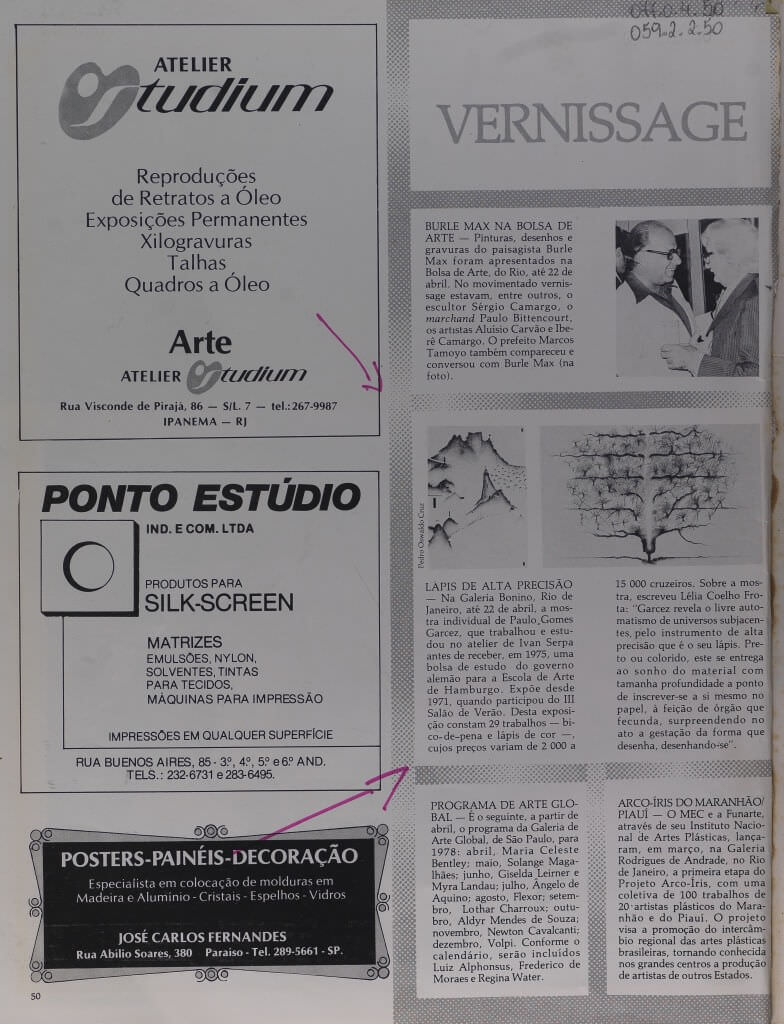 059-2-2.50
ATELIER
Studium
Reproduções
de Retratos a Óleo
Exposições Permanentes
Xilogravuras
Talhas
Quadros a Óleo
Arte
ATELIER Studium
Rua Visconde de Pirajá, 86 — S/L. 7 — tel.: 267-9987
IPANEMA — RJ
PONTO ESTÚDIO
IND. E COM. LTDA
PRODUTOS PARA
SILK-SCREEN
MATRIZES
EMULSÕES, NYLON,
SOLVENTES, TINTAS
PARA TECIDOS,
MÁQUINAS PARA IMPRESSÃO
IMPRESSÕES EM QUALQUER SUPERFÍCIE
RUA BUENOS AIRES, 85 - 3º, 4º, 5º e 6º AND.
TELS.: 232-6731 e 283-6495.
POSTERS-PAINÉIS-DECORAÇÃO
Especialista em colocação de molduras em
Madeira e Aluminio - Cristais - Espelhos - Vidros
JOSÉ CARLOS FERNANDES
Rua Abílio Soares, 380 Paraiso - Tel. 289-5661 - SP.
50
VERNISSAGE
BURLE MAX NA BOLSA DE
ARTE — Pinturas, desenhos e
gravuras do paisagista Burle
Max foram apresentados na
Bolsa de Arte, do Rio, até 22 de
abril. No movimentado vernis-
sage estavam, entre outros, o
escultor Sérgio Camargo, o
marchand Paulo Bittencourt,
os artistas Aluisio Carvão e Ibe-
rê Camargo. O prefeito Marcos
Tamoyo também compareceu e
conversou com Burle Max (na
foto).
Pedro Oswaldo Cruz
LÁPIS DE ALTA PRECISÃO
— Na Galeria Bonino, Rio de
Janeiro, até 22 de abril, a mos-
tra individual de Paulo Gomes
Garcez, que trabalhou e estu-
dou no atelier de Ivan Serpa
antes de receber, em 1975, uma
bolsa de estudo do governo
alemão para a Escola de Arte
de Hamburgo. Expõe desde
1971, quando participou do III
Salão de Verão. Desta exposi-
ção constam 29 trabalhos — bi-
co-de-pena e lápis de cor —,
cujos preços variam de 2 000 a
15 000 cruzeiros. Sobre a mos-
tra, escreveu Lélia Coelho Fro-
ta: "Garcez revela o livre auto-
matismo de universos subjacen-
tes, pelo instrumento de alta
precisão que é o seu lápis. Pre-
to ou colorido, este se entrega
ao sonho do material com
tamanha profundidade a ponto
de inscrever-se a si mesmo no
papel, à feição de órgão que
fecunda, surpreendendo no
ato a gestação da forma que
desenha, desenhando-se".
PROGRAMA DE ARTE GLO-
BAL — É o seguinte, a partir de
abril, o programa da Galeria de
Arte Global, de São Paulo, para
1978: abril, Maria Celeste
Bentley; maio, Solange Maga-
lhães; junho, Giselda Leirner e
Myra Landau; julho, Ângelo de
Aquino; agosto, Flexor; setem-
bro, Lothar Charroux; outu-
bro, Aldyr Mendes de Souza;
novembro, Newton Cavalcanti;
dezembro, Volpi. Conforme o
calendário, serão incluídos
Luiz Alphonsus, Frederico de
Moraes e Regina Water.
ARCO-ÍRIS DO MARANHÃO/
PIAUÍ — O MEC e a Funarte,
através de seu Instituto Nacio-
nal de Artes Plásticas, lança-
ram, em março, na Galeria
Rodrigues de Andrade, no Rio
de Janeiro, a primeira etapa do
Projeto Arco-Íris, com uma
coletiva de 100 trabalhos de
20 artistas plásticos do Mara-
nhão e do Piauí. O projeto
visa a promoção do intercâm-
bio regional das artes plásticas
brasileiras, tornando conhecida
nos grandes centros a produção
de artistas de outros Estados.